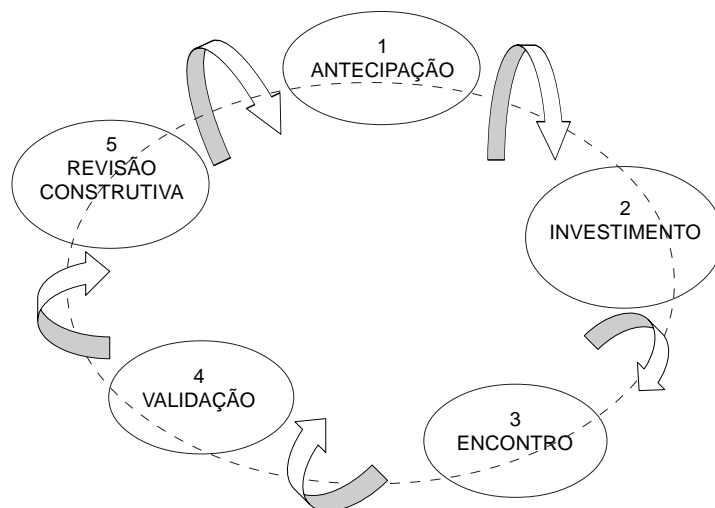 1
ANTECIPAÇÃO
2
INVESTIMENTO
3
ENCONTRO
4
VALIDAÇÃO
5
REVISÃO
CONSTRUTIVA